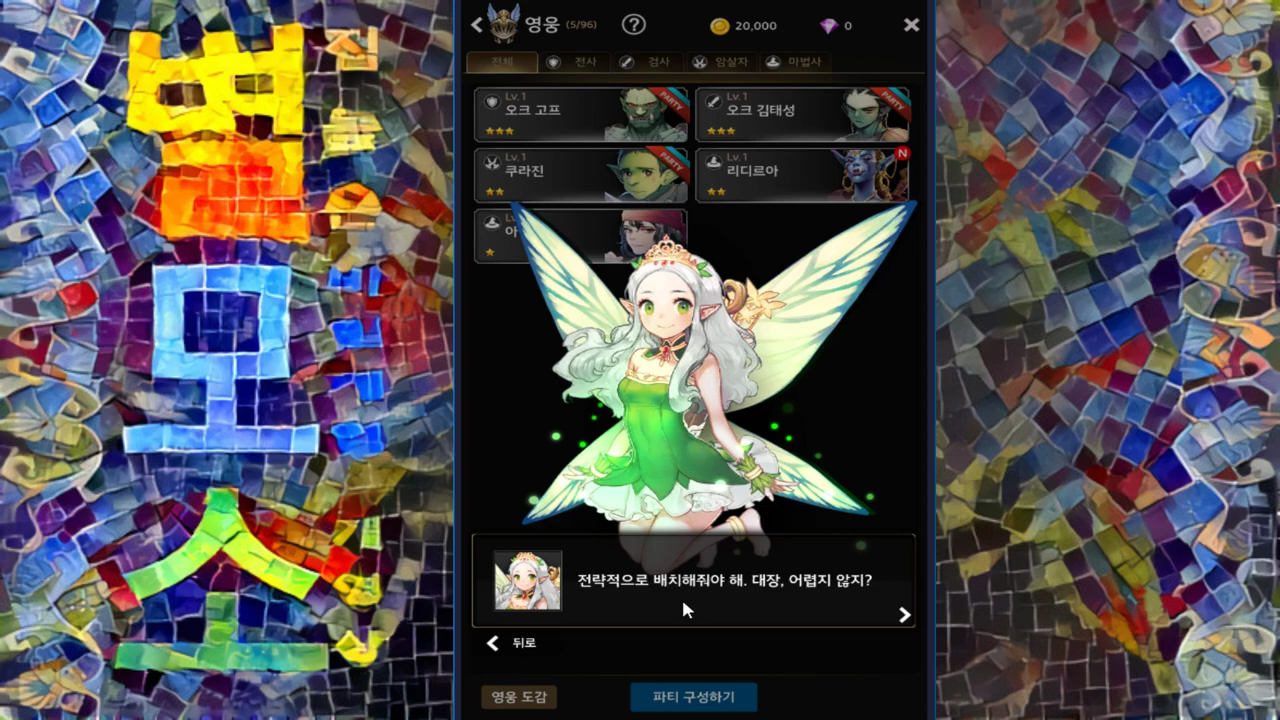 영웅 (5/96)
?
20,000
0
전체
전사
검사
암살자
마법사
Lv.1
오크 고프
PARTY
Lv.1
오크 김태성
PARTY
Lv.1
쿠라진
PARTY
Lv.1
리디르아
N
아
전략적으로 배치해줘야 해. 대장, 어렵지 않지?
뒤로
영웅 도감
파티 구성하기